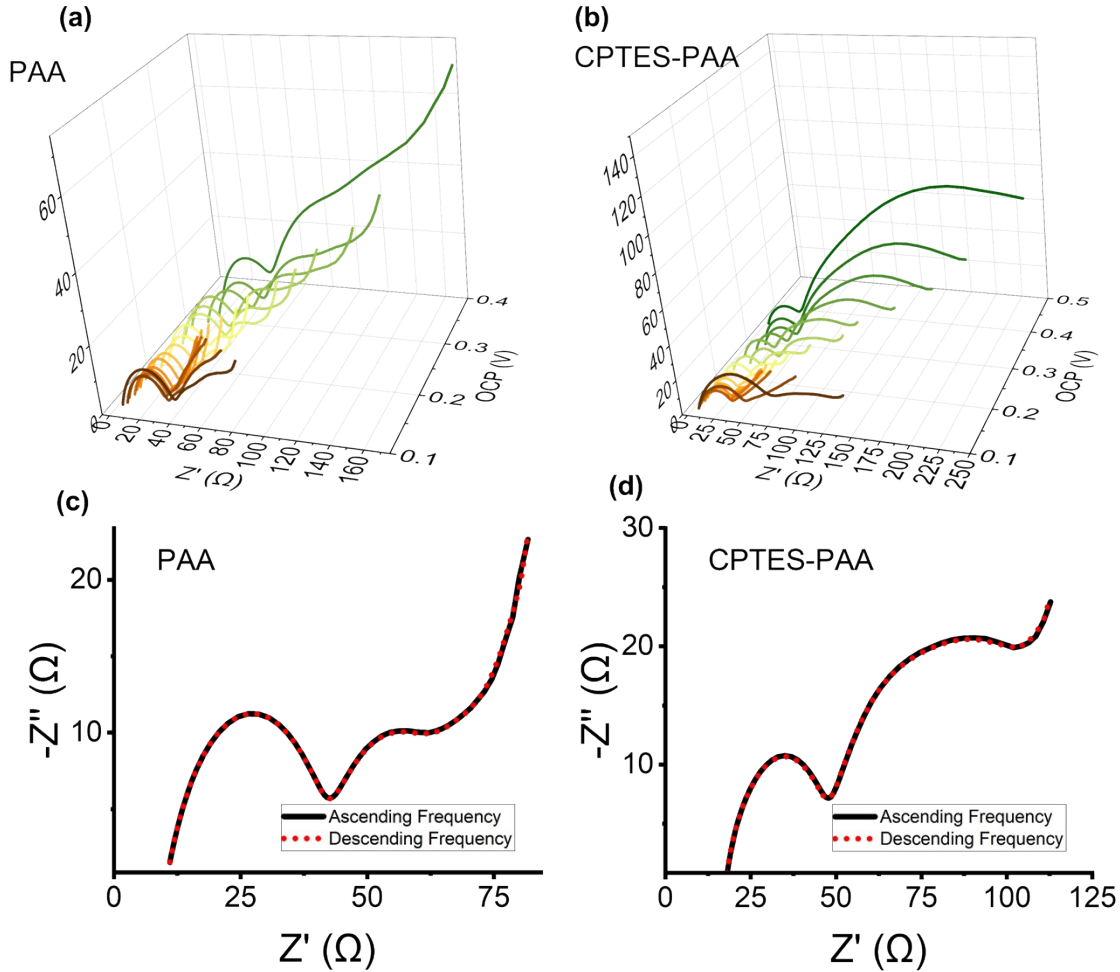 (a)
PAA
60
40
20
0
20
40
60
80
100
120
140
160
Z' (Ω)
0.1
0.2
0.3
0.4
OCP (V)
(b)
CPTES-PAA
140
120
100
80
60
40
20
0
25
50
75
100
125
150
175
200
225
250
Z' (Ω)
0.1
0.2
0.3
0.4
0.5
OCP (V)
(c)
PAA
20
10
-Z'' (Ω)
Ascending Frequency
Descending Frequency
0 25 50 75
Z' (Ω)
(d)
CPTES-PAA
30
20
10
-Z'' (Ω)
Ascending Frequency
Descending Frequency
0 25 50 75 100 125
Z' (Ω)